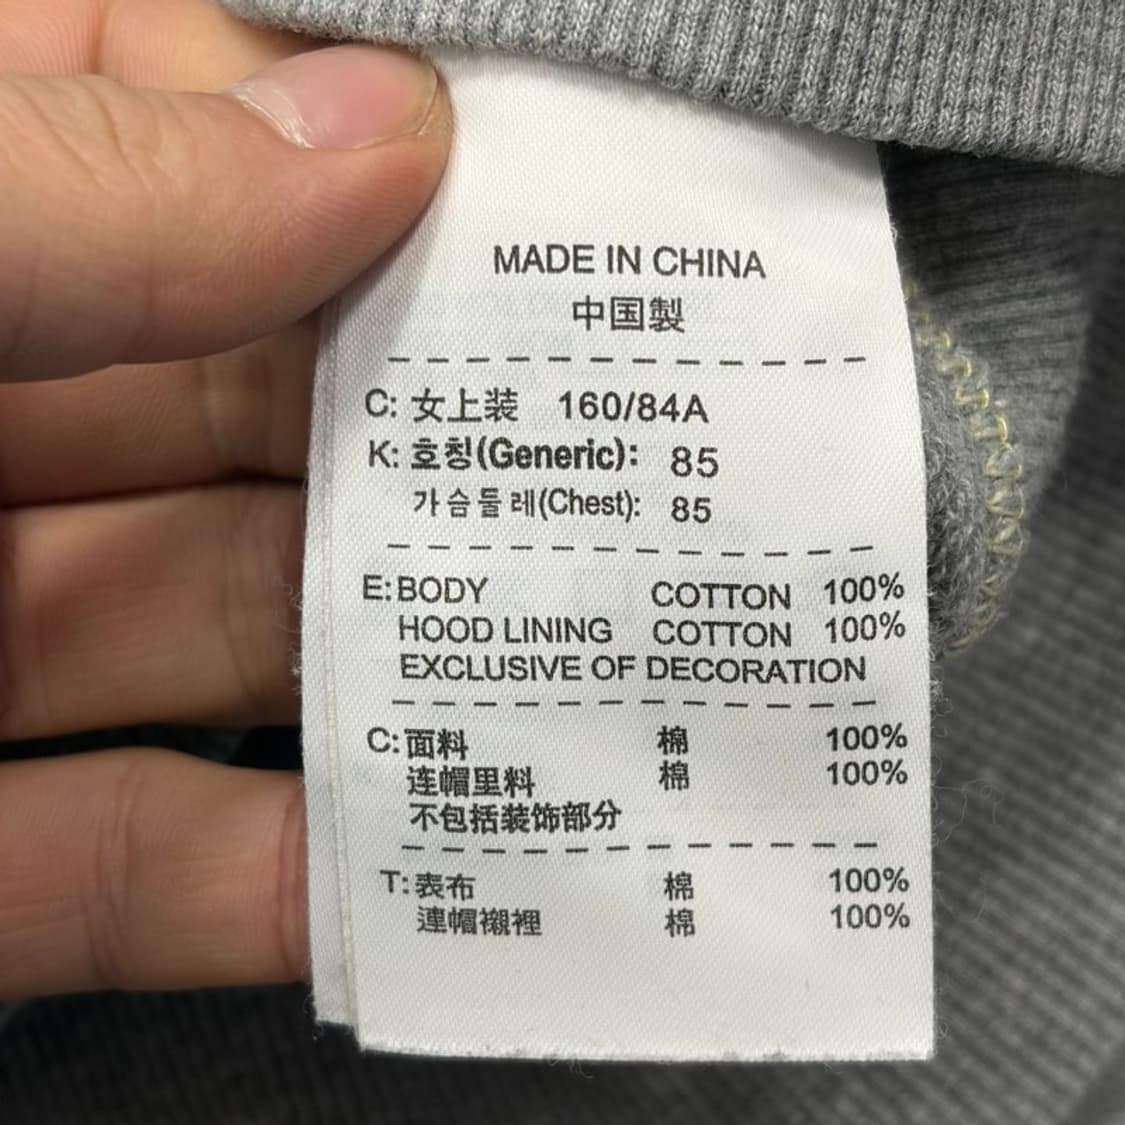 MADE IN CHINA
中国製
C: 女上装 160/84A
K: 호칭(Generic): 85
가슴둘레(Chest): 85
E: BODY COTTON 100%
HOOD LINING COTTON 100%
EXCLUSIVE OF DECORATION
C: 面料 棉 100%
连帽里料 棉 100%
不包括装饰部分
T: 表布 棉 100%
連帽襯裡 棉 100%